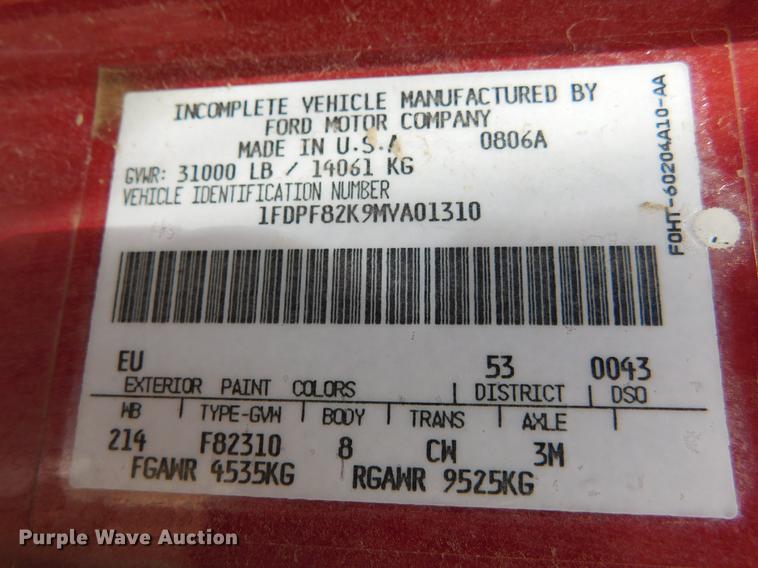 INCOMPLETE VEHICLE MANUFACTURED BY
FORD MOTOR COMPANY
MADE IN U.S.A 0806A
GVWR: 31000 LB / 14061 KG
VEHICLE IDENTIFICATION NUMBER
1FDPF82K9MVA01310
F0HT-60204A10-AA
EU 53 0043
EXTERIOR PAINT COLORS DISTRICT DSO
WB TYPE-GVW BODY TRANS AXLE
214 F82310 8 CW 3M
FGAWR 4535KG RGAWR 9525KG
Purple Wave Auction